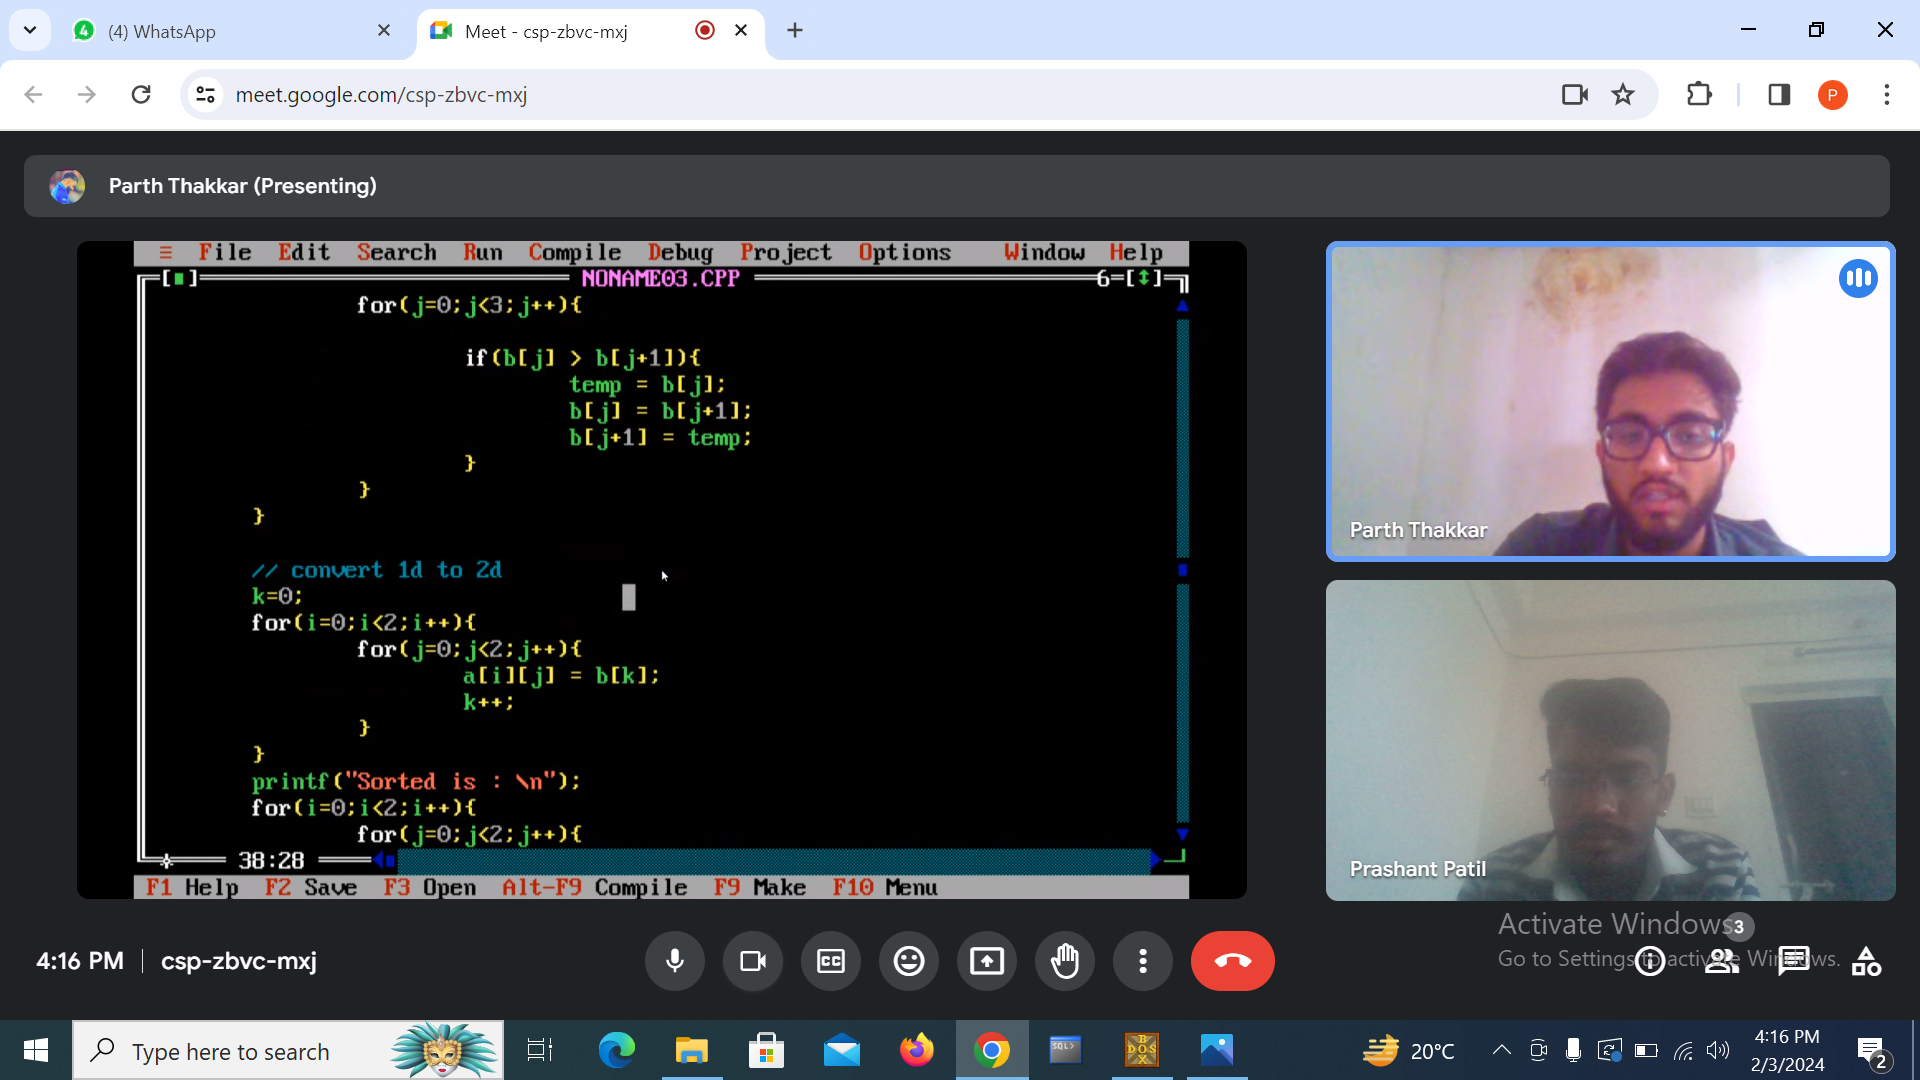 4 (4) WhatsApp
Meet - csp-zbvc-mxj
meet.google.com/csp-zbvc-mxj
P
Parth Thakkar (Presenting)
≡ File Edit Search Run Compile Debug Project Options Window Help
[■] NONAME03.CPP 6=[↕]
for(j=0;j<3;j++){
if(b[j] > b[j+1]){
temp = b[j];
b[j] = b[j+1];
b[j+1] = temp;
}
}
}
// convert 1d to 2d
k=0;
for(i=0;i<2;i++){
for(j=0;j<2;j++){
a[i][j] = b[k];
k++;
}
}
printf("Sorted is : \n");
for(i=0;i<2;i++){
for(j=0;j<2;j++){
38:28
F1 Help F2 Save F3 Open Alt-F9 Compile F9 Make F10 Menu
Parth Thakkar
Prashant Patil
Activate Windows
Go to Settings to activate Windows.
3
4:16 PM | csp-zbvc-mxj
CC
Type here to search
SQL>
DOS
BOX
20°C
4:16 PM
2/3/2024
2